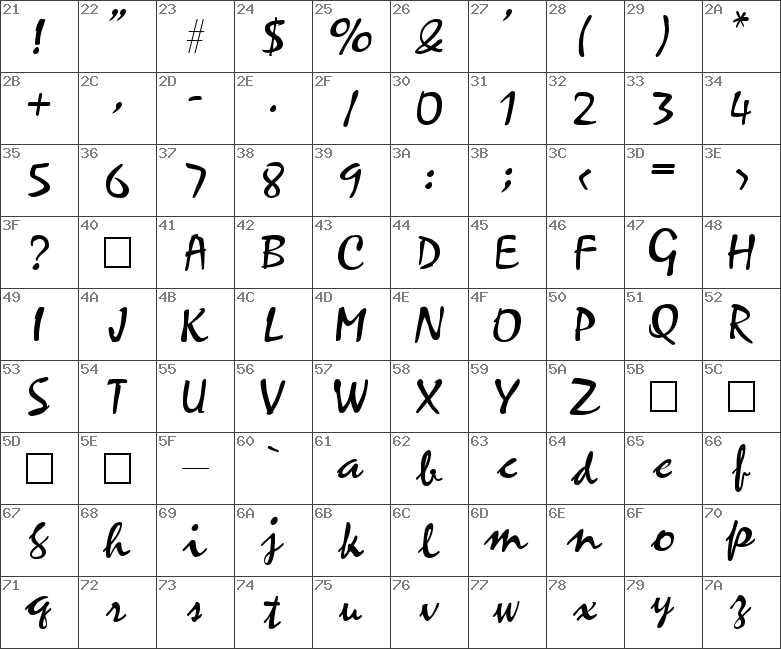 21 22 23 24 25 26 27 28 29 2A
! " # $ % & ' ( ) *
2B 2C 2D 2E 2F 30 31 32 33 34
+ , - . / 0 1 2 3 4
35 36 37 38 39 3A 3B 3C 3D 3E
5 6 7 8 9 : ; < = >
3F 40 41 42 43 44 45 46 47 48
? □ A B C D E F G H
49 4A 4B 4C 4D 4E 4F 50 51 52
I J K L M N O P Q R
53 54 55 56 57 58 59 5A 5B 5C
S T U V W X Y Z □ □
5D 5E 5F 60 61 62 63 64 65 66
□ □ _ ` a b c d e f
67 68 69 6A 6B 6C 6D 6E 6F 70
g h i j k l m n o p
71 72 73 74 75 76 77 78 79 7A
q r s t u v w x y z